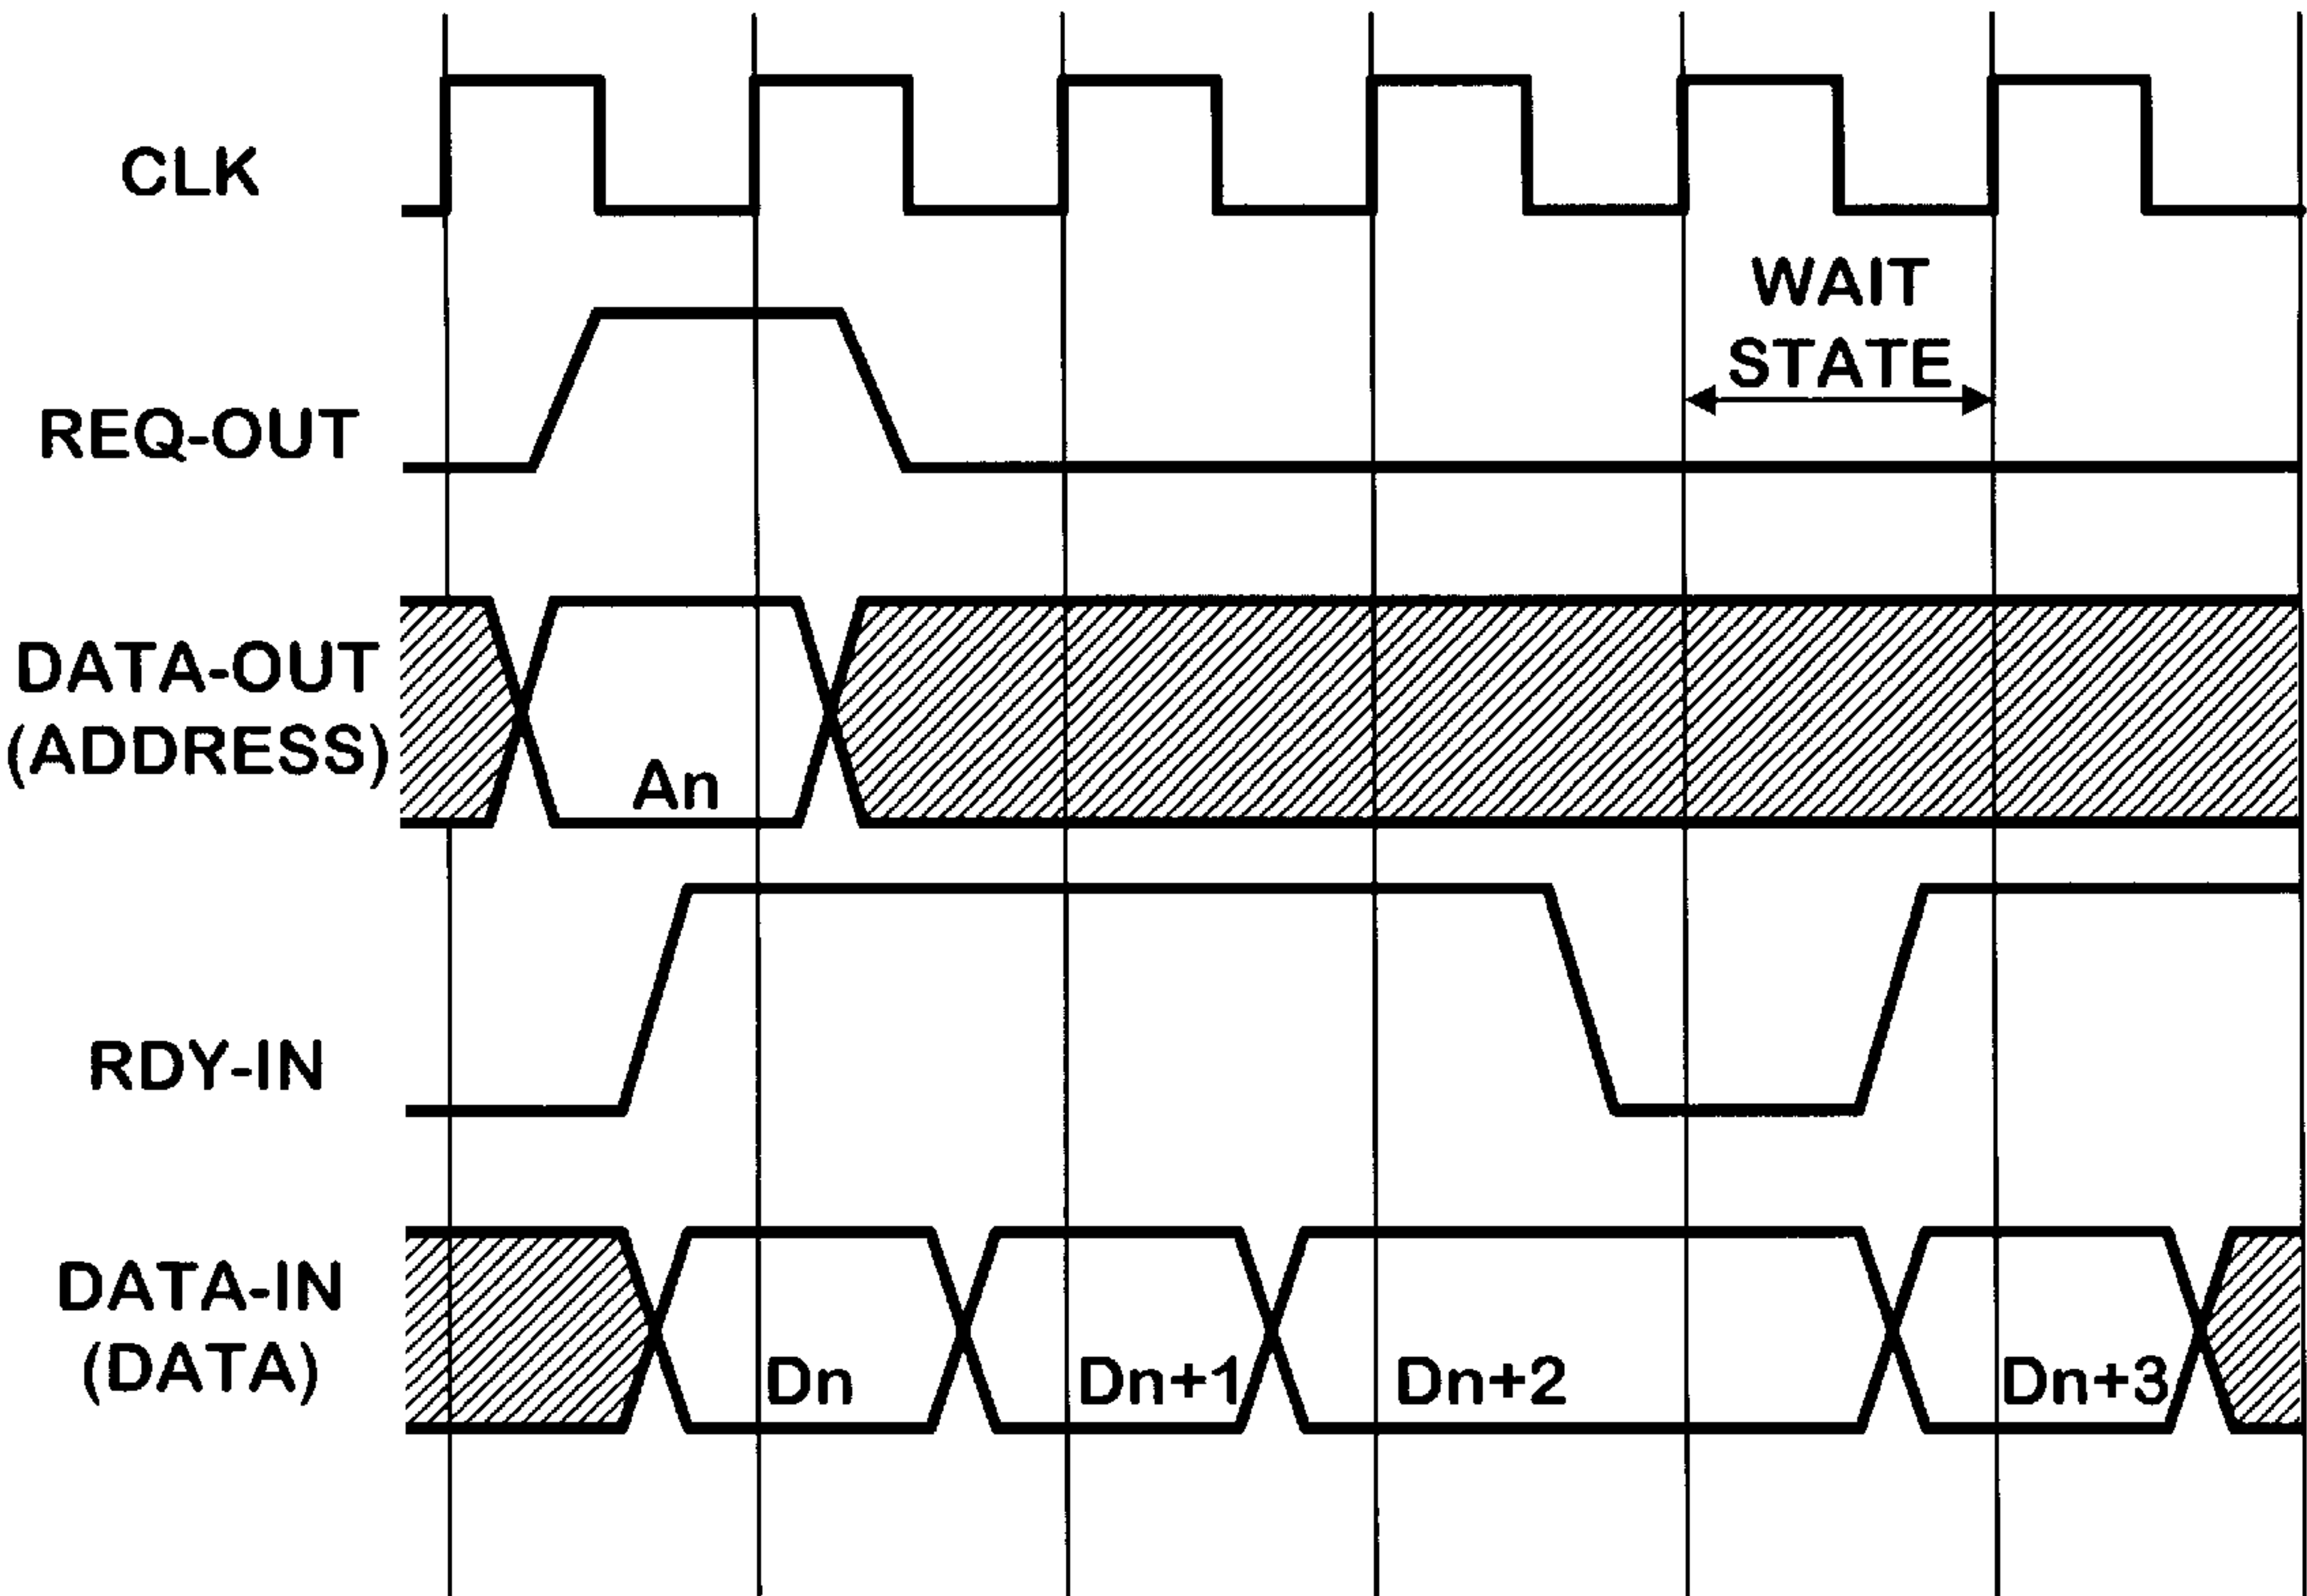 CLK
WAIT
STATE
REQ-OUT
DATA-OUT
(ADDRESS)
An
RDY-IN
DATA-IN
(DATA)
Dn
Dn+1
Dn+2
Dn+3